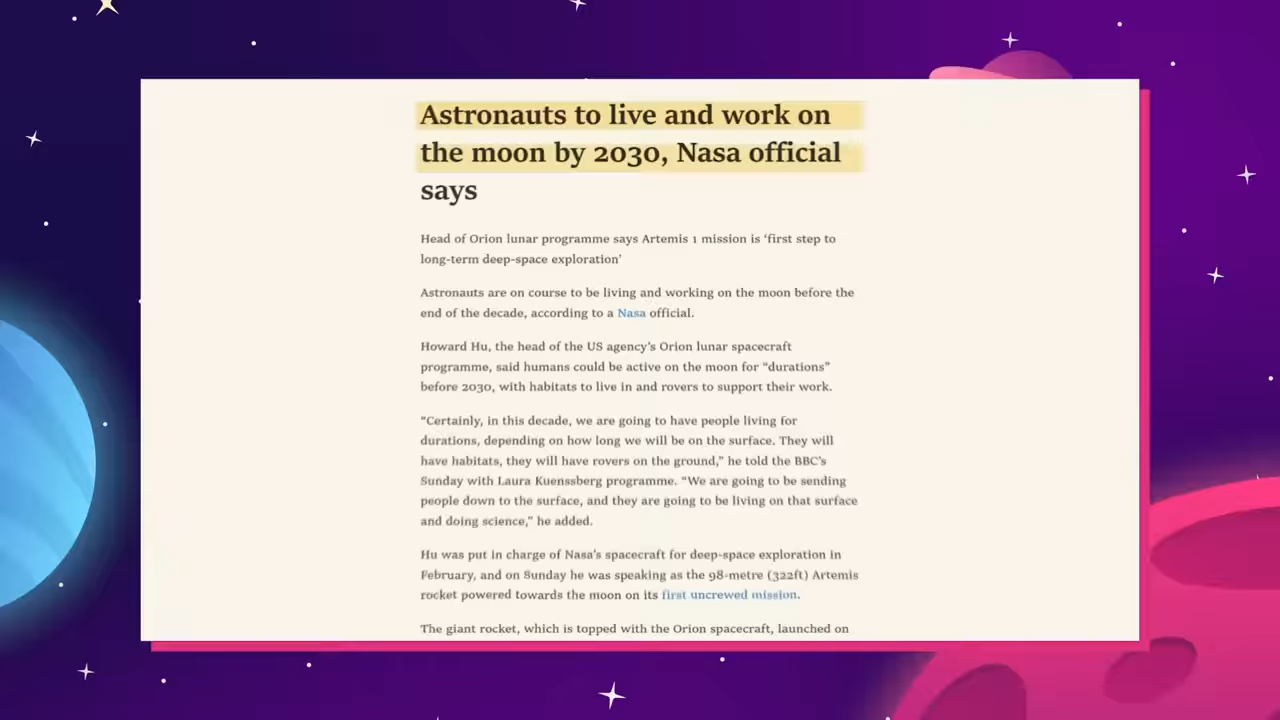 Astronauts to live and work on
the moon by 2030, Nasa official
says
Head of Orion lunar programme says Artemis 1 mission is ‘first step to
long-term deep-space exploration’
Astronauts are on course to be living and working on the moon before the
end of the decade, according to a Nasa official.
Howard Hu, the head of the US agency’s Orion lunar spacecraft
programme, said humans could be active on the moon for “durations”
before 2030, with habitats to live in and rovers to support their work.
“Certainly, in this decade, we are going to have people living for
durations, depending on how long we will be on the surface. They will
have habitats, they will have rovers on the ground,” he told the BBC’s
Sunday with Laura Kuenssberg programme. “We are going to be sending
people down to the surface, and they are going to be living on that surface
and doing science,” he added.
Hu was put in charge of Nasa’s spacecraft for deep-space exploration in
February, and on Sunday he was speaking as the 98-metre (322ft) Artemis
rocket powered towards the moon on its first uncrewed mission.
The giant rocket, which is topped with the Orion spacecraft, launched on